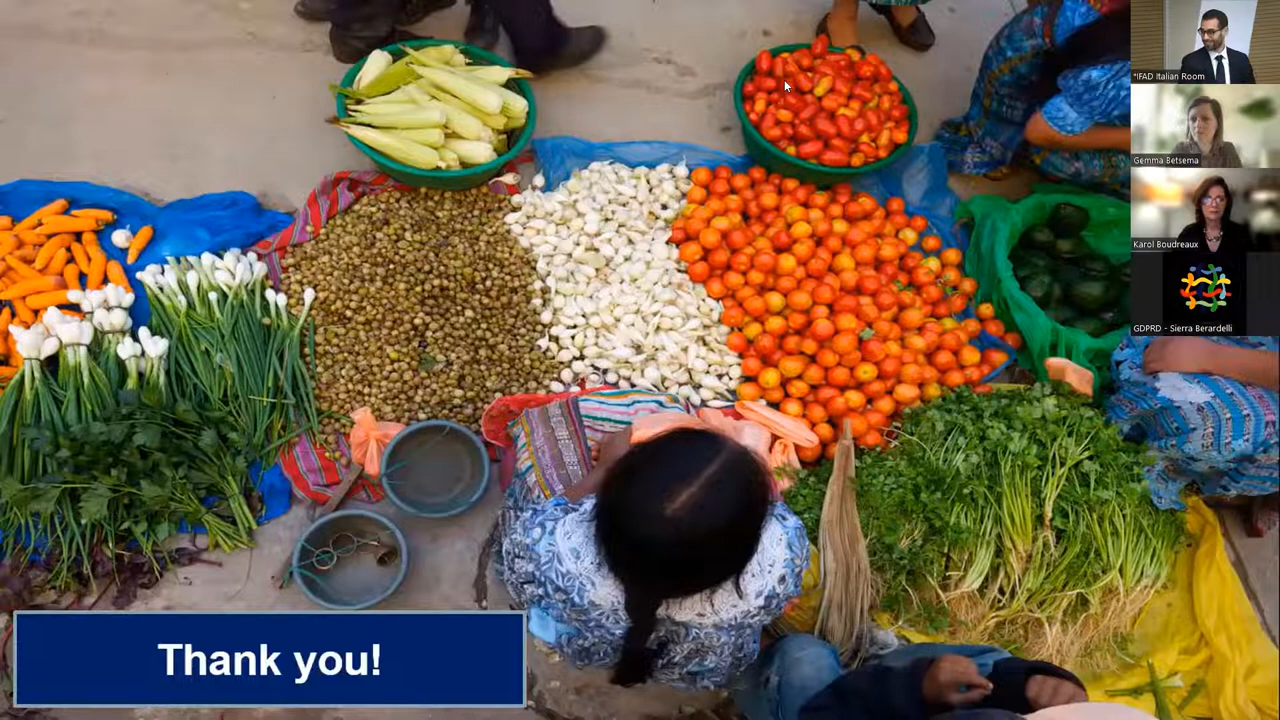 *IFAD Italian Room
Gemma Betsema
Karol Boudreaux
GDPRD - Sierra Berardelli
Thank you!